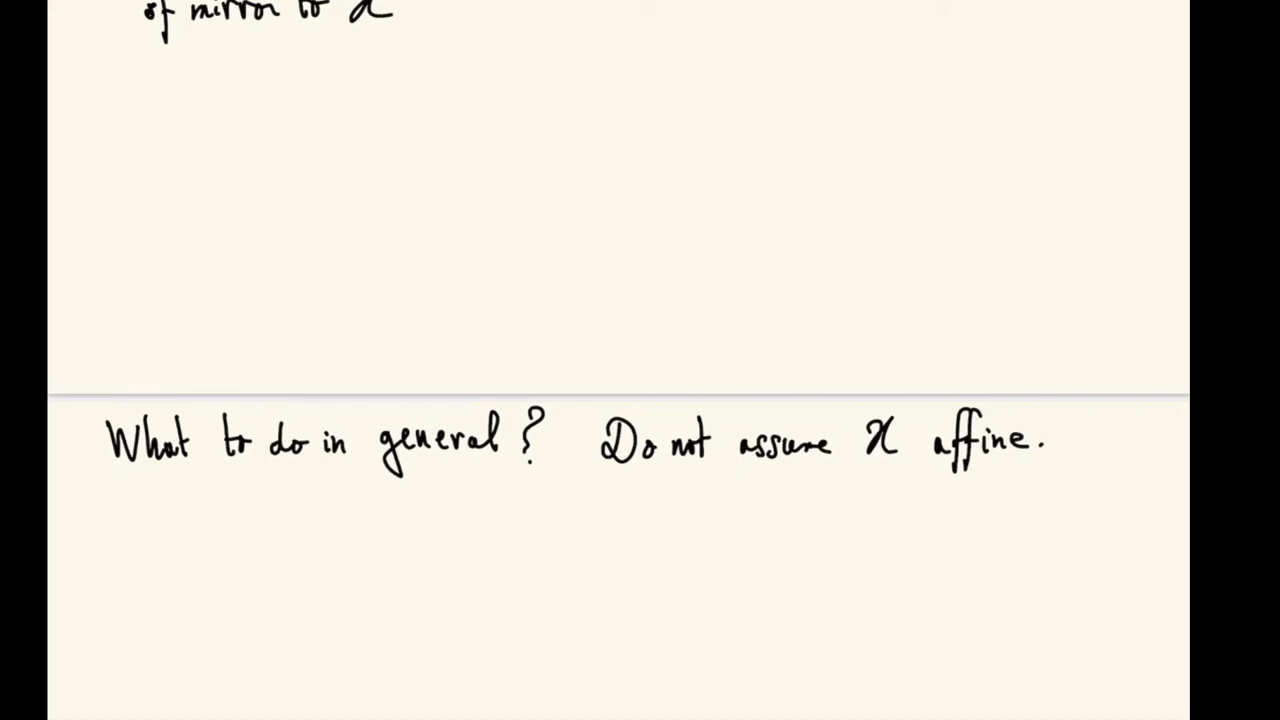 of mirror to X
What to do in general? Do not assume X affine.